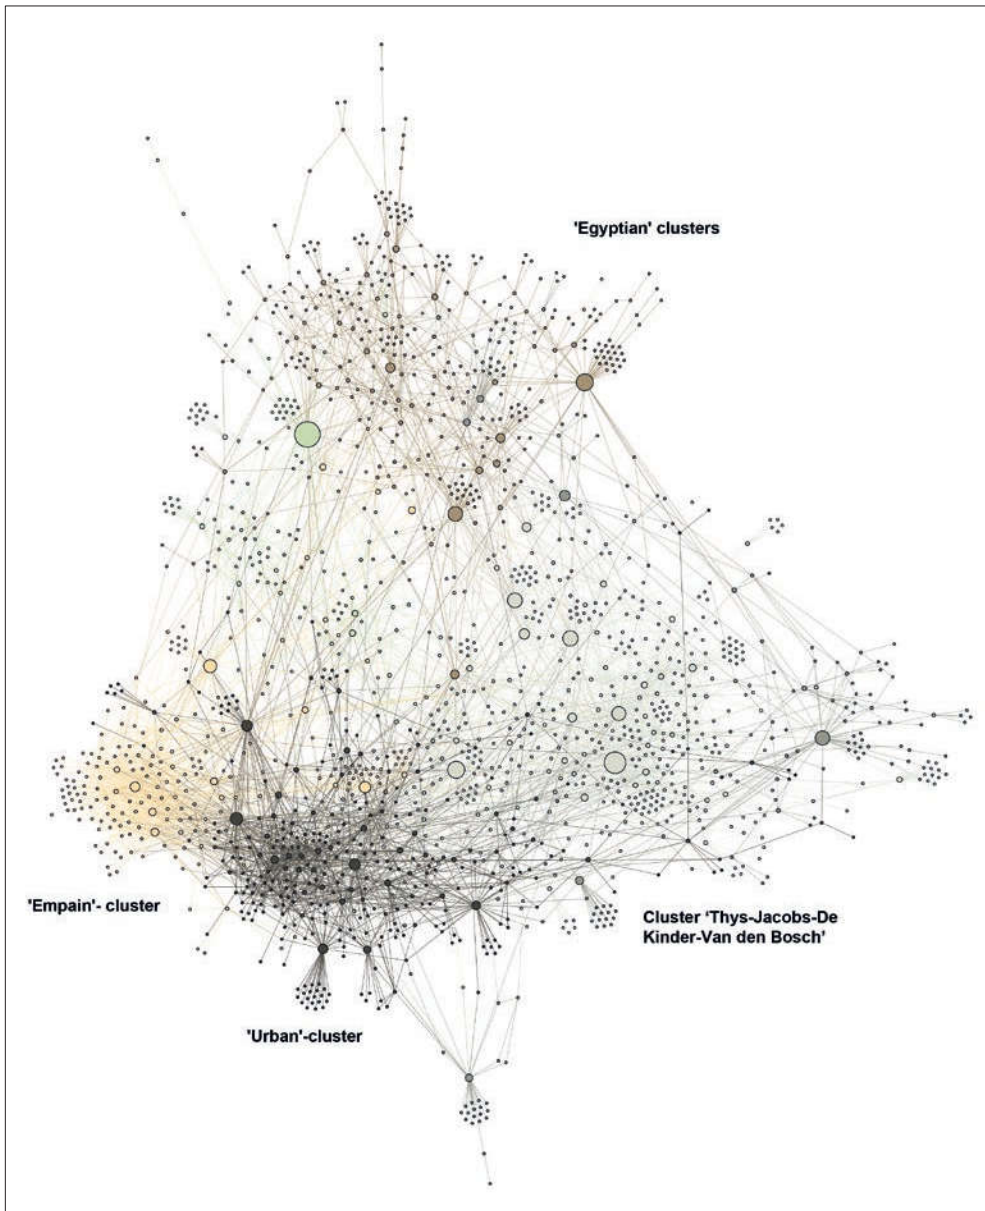 'Egyptian' clusters
'Empain'- cluster
Cluster ‘Thys-Jacobs-De
Kinder-Van den Bosch’
'Urban'-cluster